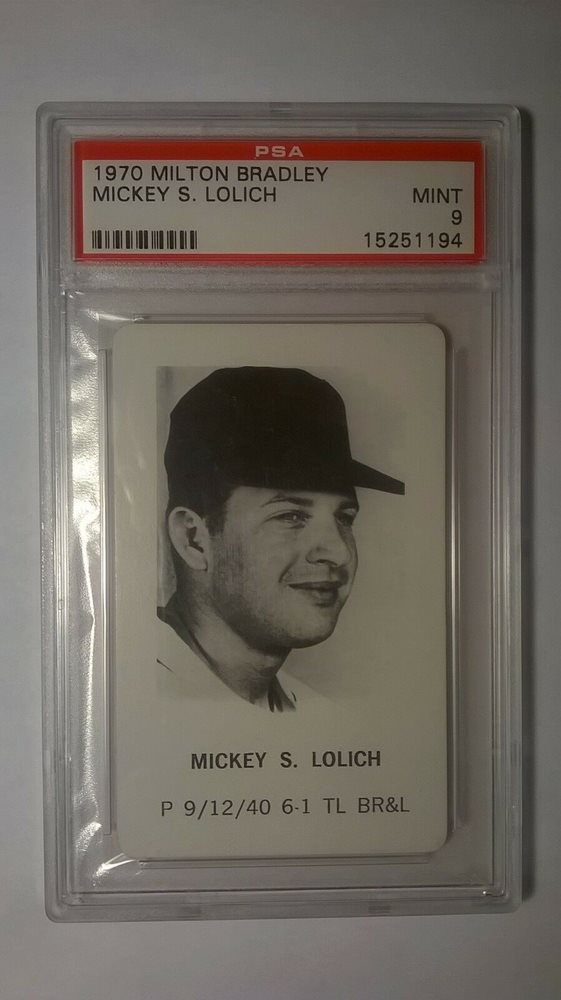 PSA
1970 MILTON BRADLEY
MICKEY S. LOLICH MINT
9
15251194
MICKEY S. LOLICH
P 9/12/40 6-1 TL BR&L